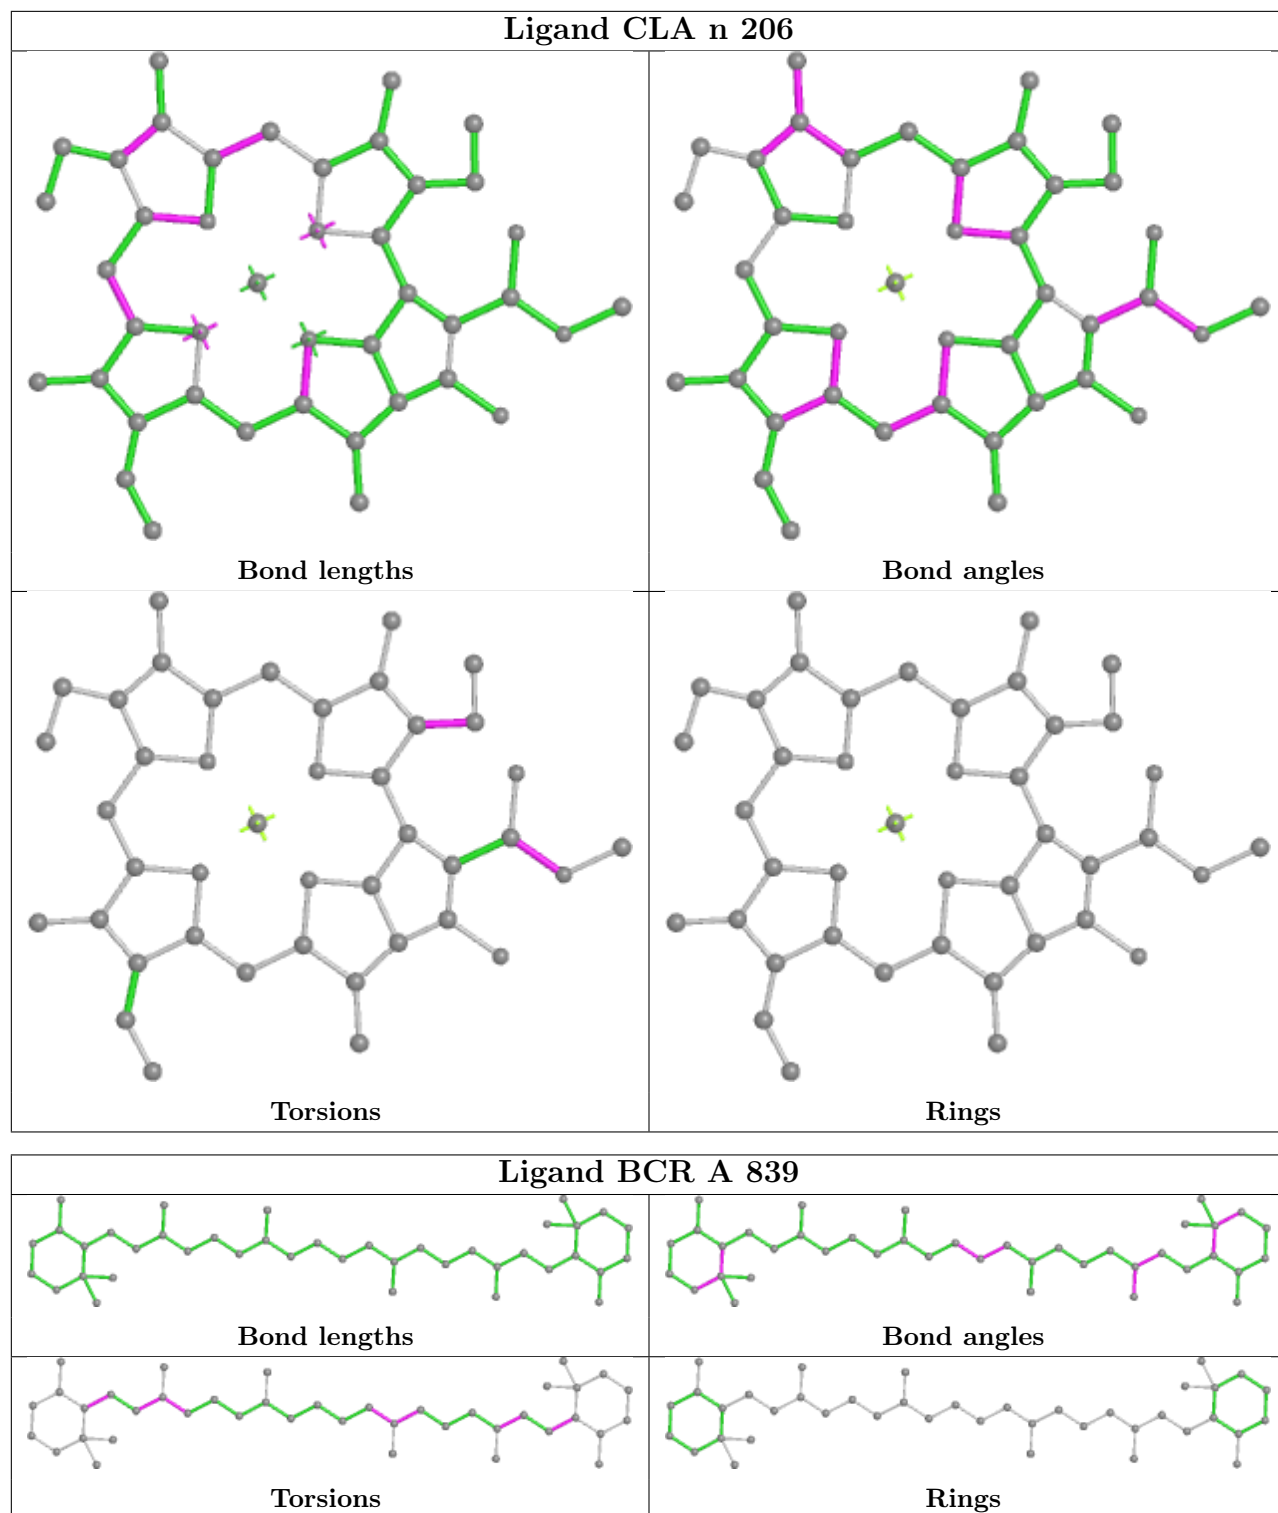 Ligand CLA n 206
Bond lengths
Bond angles
Torsions
Rings
Ligand BCR A 839
Bond lengths
Bond angles
Torsions
Rings